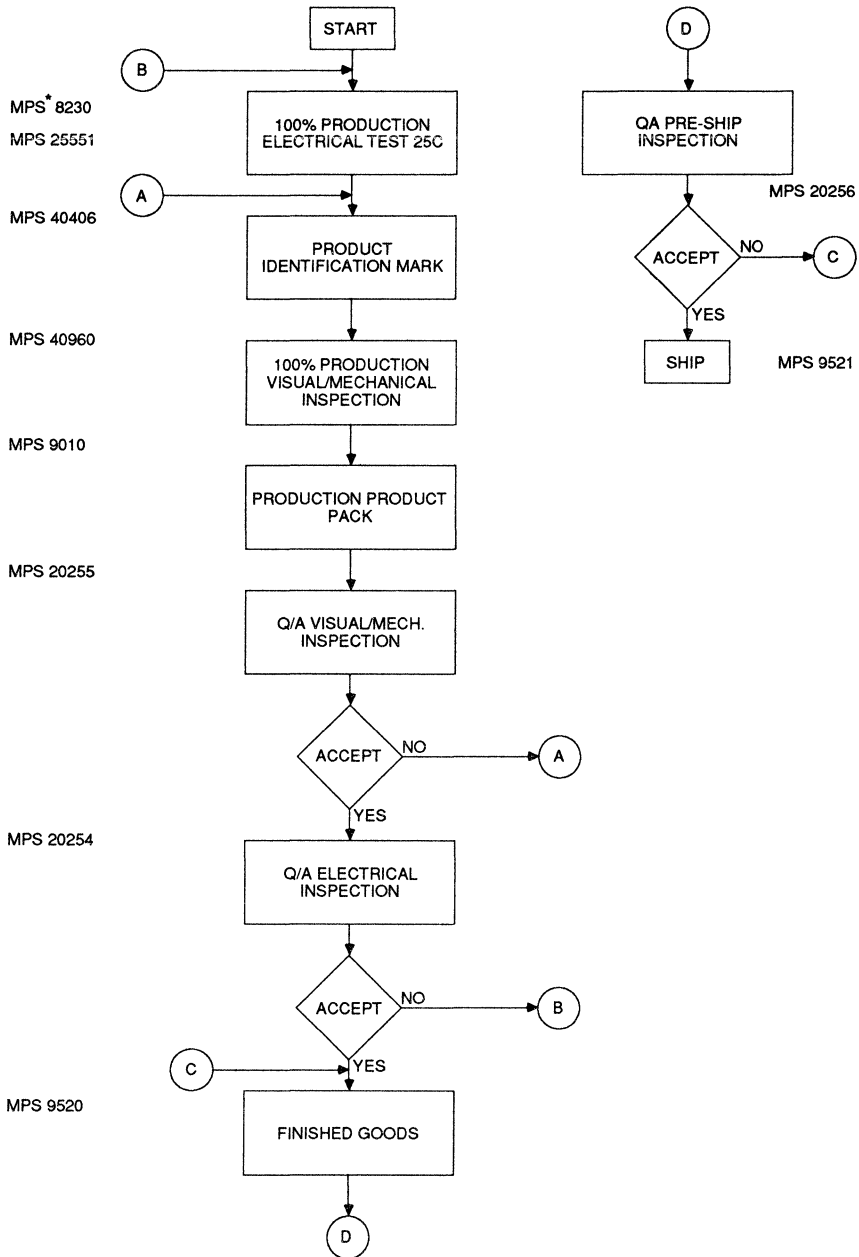 START
B
MPS* 8230
MPS 25551
100% PRODUCTION
ELECTRICAL TEST 25C
A
MPS 40406
PRODUCT
IDENTIFICATION MARK
MPS 40960
100% PRODUCTION
VISUAL/MECHANICAL
INSPECTION
MPS 9010
PRODUCTION PRODUCT
PACK
MPS 20255
Q/A VISUAL/MECH.
INSPECTION
ACCEPT
NO
A
YES
MPS 20254
Q/A ELECTRICAL
INSPECTION
ACCEPT
NO
B
YES
C
MPS 9520
FINISHED GOODS
D
D
QA PRE-SHIP
INSPECTION
MPS 20256
ACCEPT
NO
C
YES
SHIP
MPS 9521